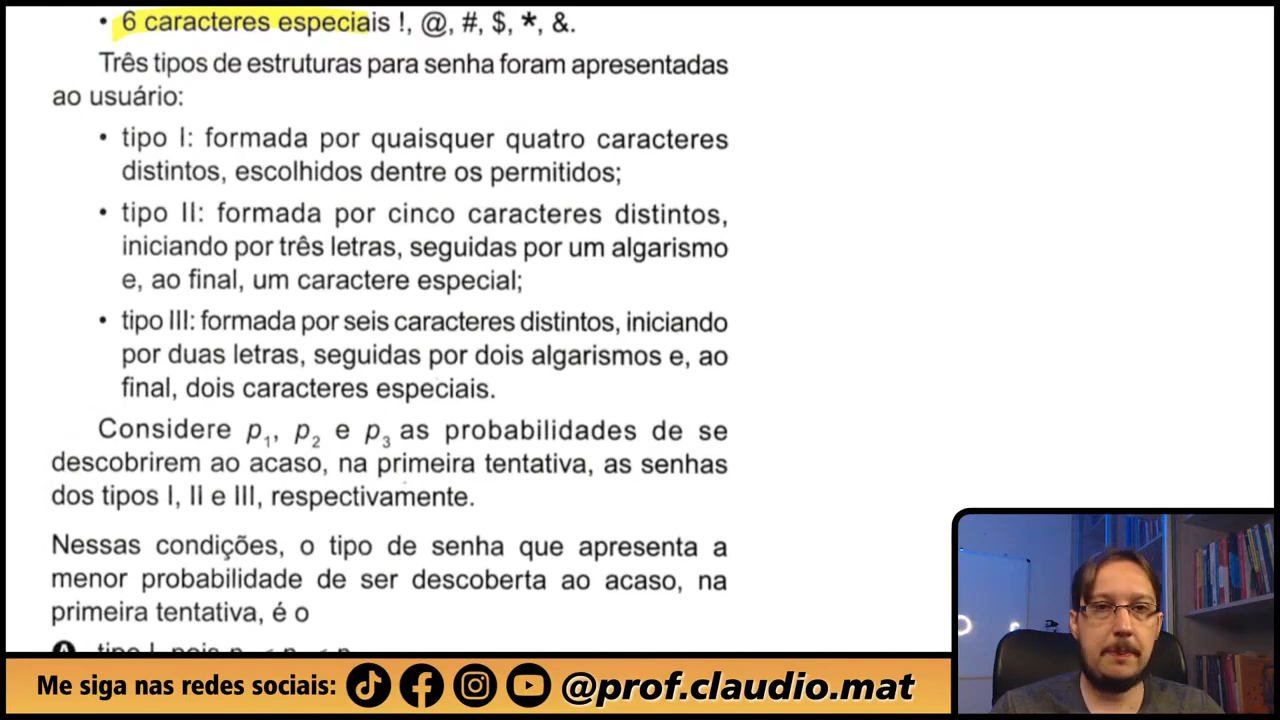 • 6 caracteres especiais !, @, #, $, *, &.
Três tipos de estruturas para senha foram apresentadas
ao usuário:
• tipo I: formada por quaisquer quatro caracteres
distintos, escolhidos dentre os permitidos;
• tipo II: formada por cinco caracteres distintos,
iniciando por três letras, seguidas por um algarismo
e, ao final, um caractere especial;
• tipo III: formada por seis caracteres distintos, iniciando
por duas letras, seguidas por dois algarismos e, ao
final, dois caracteres especiais.
Considere p₁, p₂ e p₃ as probabilidades de se
descobrirem ao acaso, na primeira tentativa, as senhas
dos tipos I, II e III, respectivamente.
Nessas condições, o tipo de senha que apresenta a
menor probabilidade de ser descoberta ao acaso, na
primeira tentativa, é o
A tipo I, pois p
Me siga nas redes sociais: @prof.claudio.mat